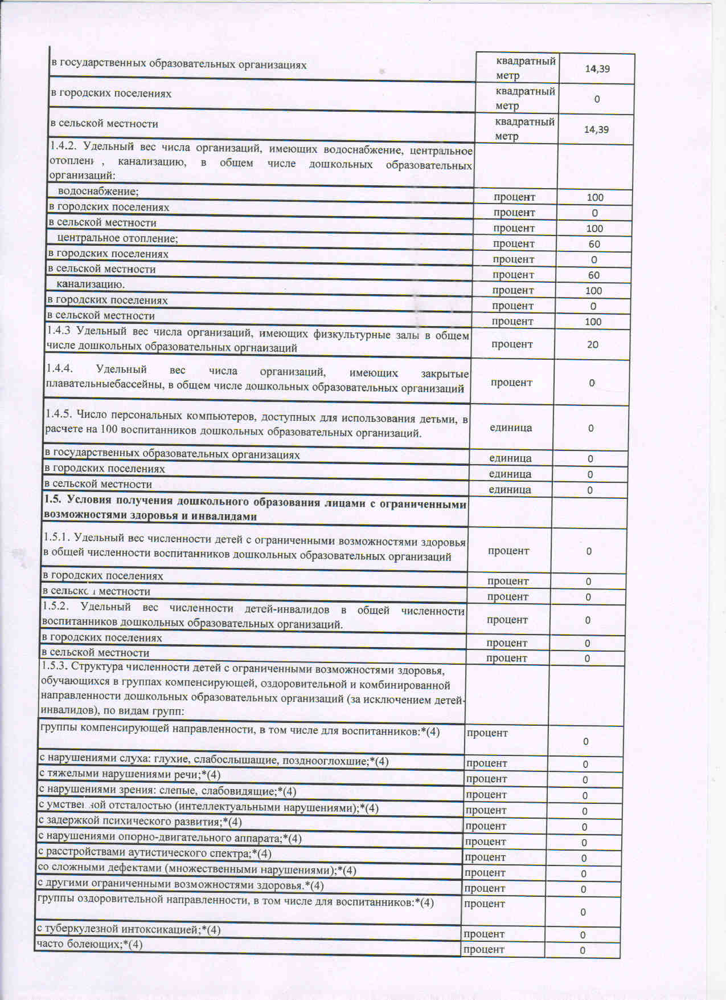 в государственных образовательных организациях
квадратный
метр
14,39
в городских поселениях
квадратный
метр
0
в сельской местности
квадратный
метр
14,39
1.4.2. Удельный вес числа организаций, имеющих водоснабжение, центральное
, канализацию, в общем числе дошкольных образовательных
организаций:
водоснабжение; процент 100
в городских поселениях процент 0
в сельской местности процент 100
центральное отопление; процент 60
в городских поселениях процент 0
в сельской местности процент 60
канализацию. процент 100
в городских поселениях процент 0
в сельской местности процент 100
1.4.3 Удельный вес числа организаций, имеющих физкультурные залы в общем
числе дошкольных образовательных оргнаизаций
процент 20
1.4.4. Удельный вес числа организаций, имеющих закрытые
плавательныебассейны, в общем числе дошкольных образовательных организаций
процент 0
1.4.5. Число персональных компьютеров, доступных для использования детьми, в
расчете на 100 воспитанников дошкольных образовательных организаций.
единица 0
в государственных образовательных организациях единица 0
в городских поселениях единица 0
в сельской местности единица 0
1.5. Условия получения дошкольного образования лицами с ограниченными
возможностями здоровья и инвалидами
1.5.1. Удельный вес численности детей с ограниченными возможностями здоровья
в общей численности воспитанников дошкольных образовательных организаций
процент 0
в городских поселениях процент 0
в местности процент 0
1.5.2. Удельный вес численности детей-инвалидов в общей численности
воспитанников дошкольных образовательных организаций.
процент 0
в городских поселениях процент 0
в сельской местности процент 0
1.5.3. Структура численности детей с ограниченными возможностями здоровья,
обучающихся в группах компенсирующей, оздоровительной и комбинированной
направленности дошкольных образовательных организаций (за исключением детей-
инвалидов), по видам групп:
группы компенсирующей направленности, в том числе для воспитанников:*(4) процент 0
с нарушениями слуха: глухие, слабослышащие, позднооглохшие;*(4) процент 0
с тяжелыми нарушениями речи;*(4) процент 0
с нарушениями зрения: слепые, слабовидящие;*(4) процент 0
с отсталостью (интеллектуальными нарушениями);*(4) процент 0
с задержкой психического развития;*(4) процент 0
с нарушениями опорно-двигательного аппарата;*(4) процент 0
с расстройствами аутистического спектра;*(4) процент 0
со сложными дефектами (множественными нарушениями);*(4) процент 0
с другими ограниченными возможностями здоровья.*(4) процент 0
группы оздоровительной направленности, в том числе для воспитанников:*(4) процент 0
с туберкулезной интоксикацией;*(4) процент 0
часто болеющих;*(4) процент 0